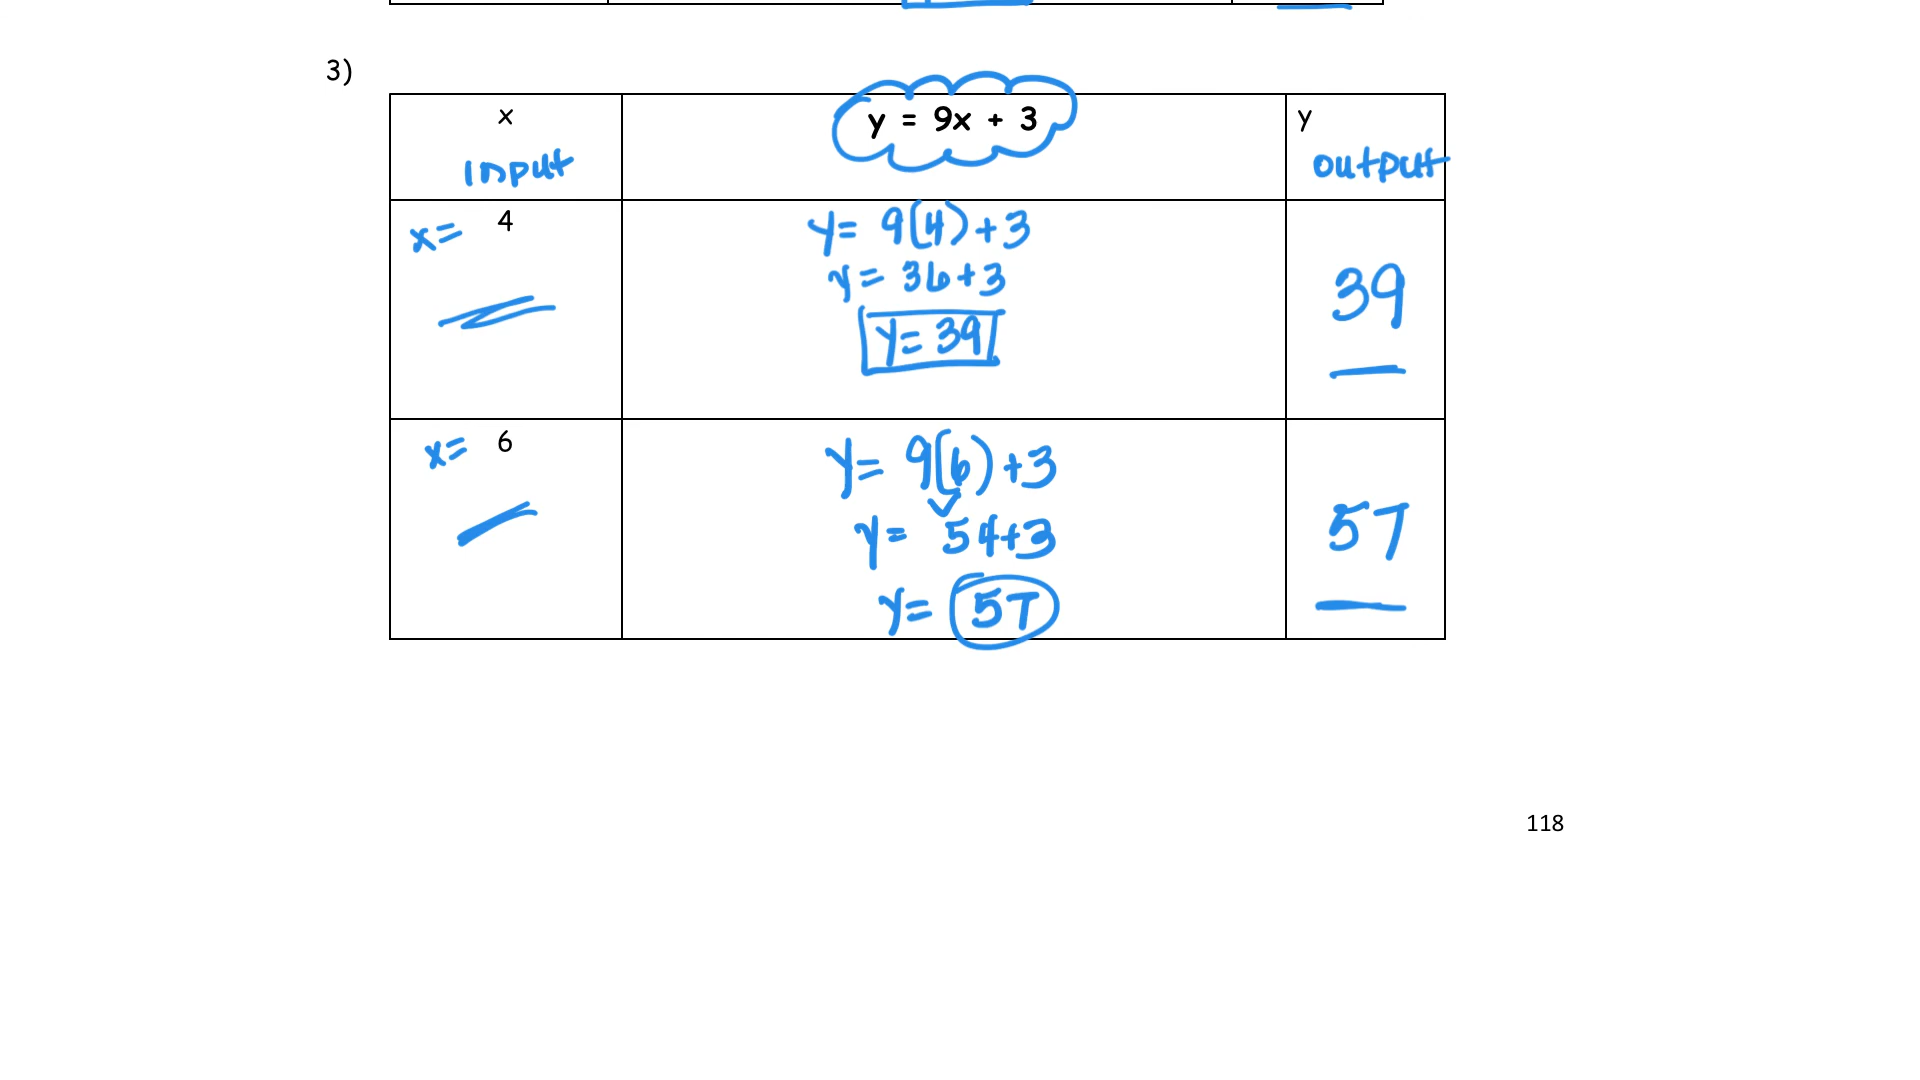 3)
x
input
y = 9x + 3
y
output
x= 4
y= 9(4)+3
y= 36+3
y= 39
39
x= 6
y= 9(6)+3
y= 54+3
y= 57
57
118